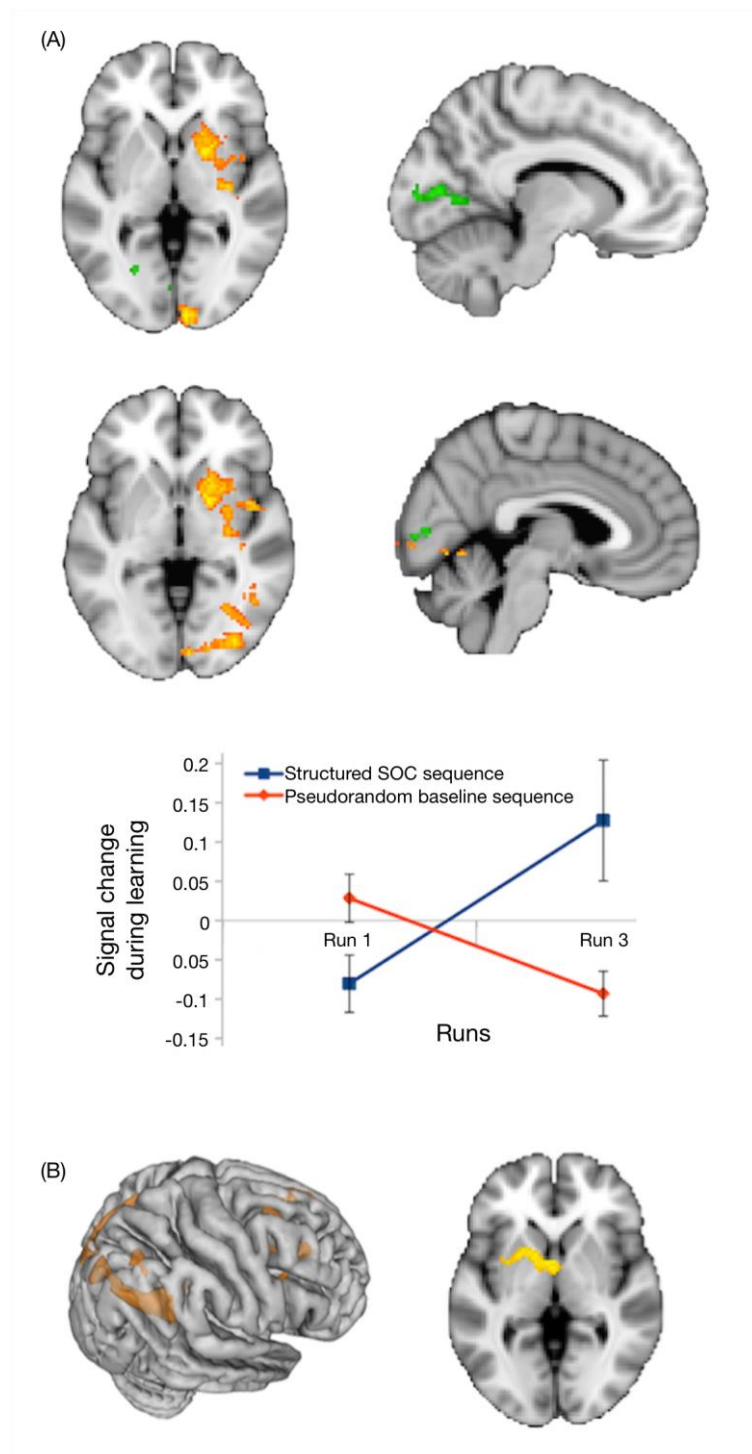 (A)
0.2
0.15
0.1
0.05
0
0.05
-0.1
-0.15
Signal change
during learning
Structured SOC sequence
Pseudorandom baseline sequence
Run 1
Run 3
Runs
(B)